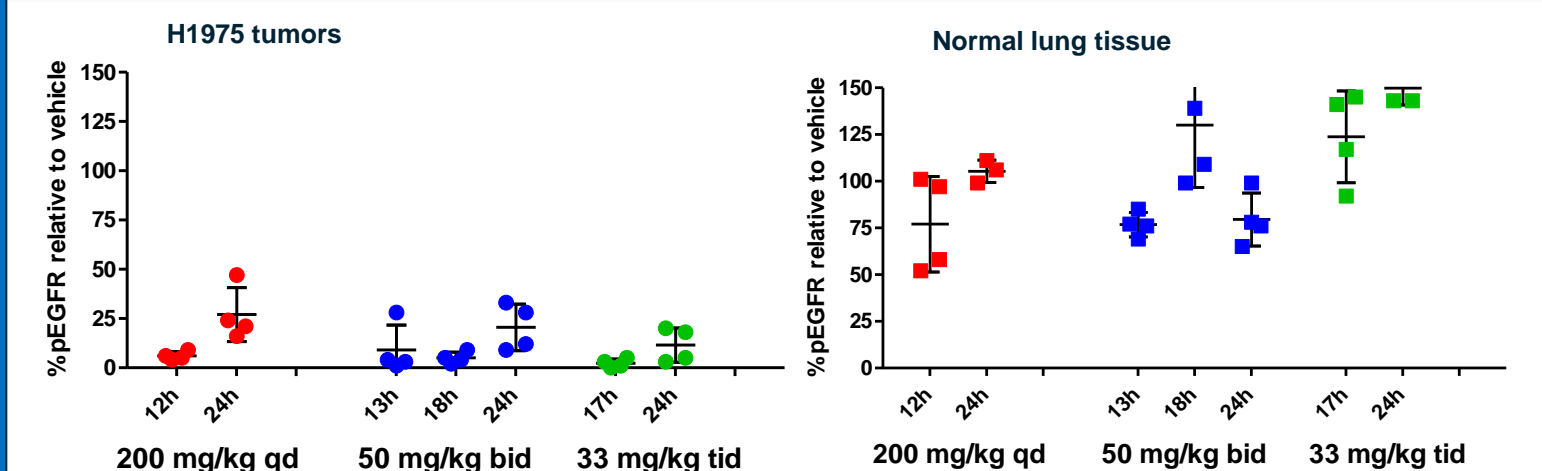 H1975 tumors
%pEGFR relative to vehicle
150
125
100
75
50
25
0
12h
24h
13h
18h
24h
17h
24h
200 mg/kg qd
50 mg/kg bid
33 mg/kg tid
Normal lung tissue
%pEGFR relative to vehicle
150
125
100
75
50
25
0
12h
24h
13h
18h
24h
17h
24h
200 mg/kg qd
50 mg/kg bid
33 mg/kg tid